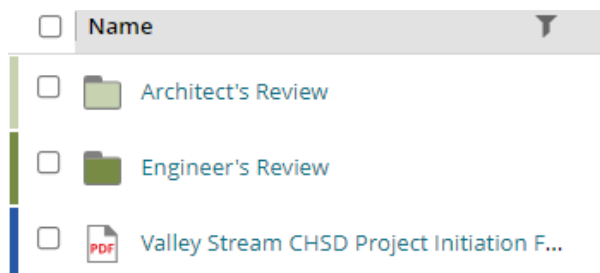 Name
Architect's Review
Engineer's Review
PDF
Valley Stream CHSD Project Initiation F...